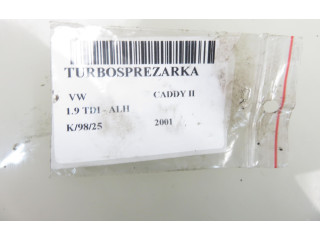 TURBOSPREZARKA
VW CADDY II
1.9 TDI - ALH
K/98/25 2001